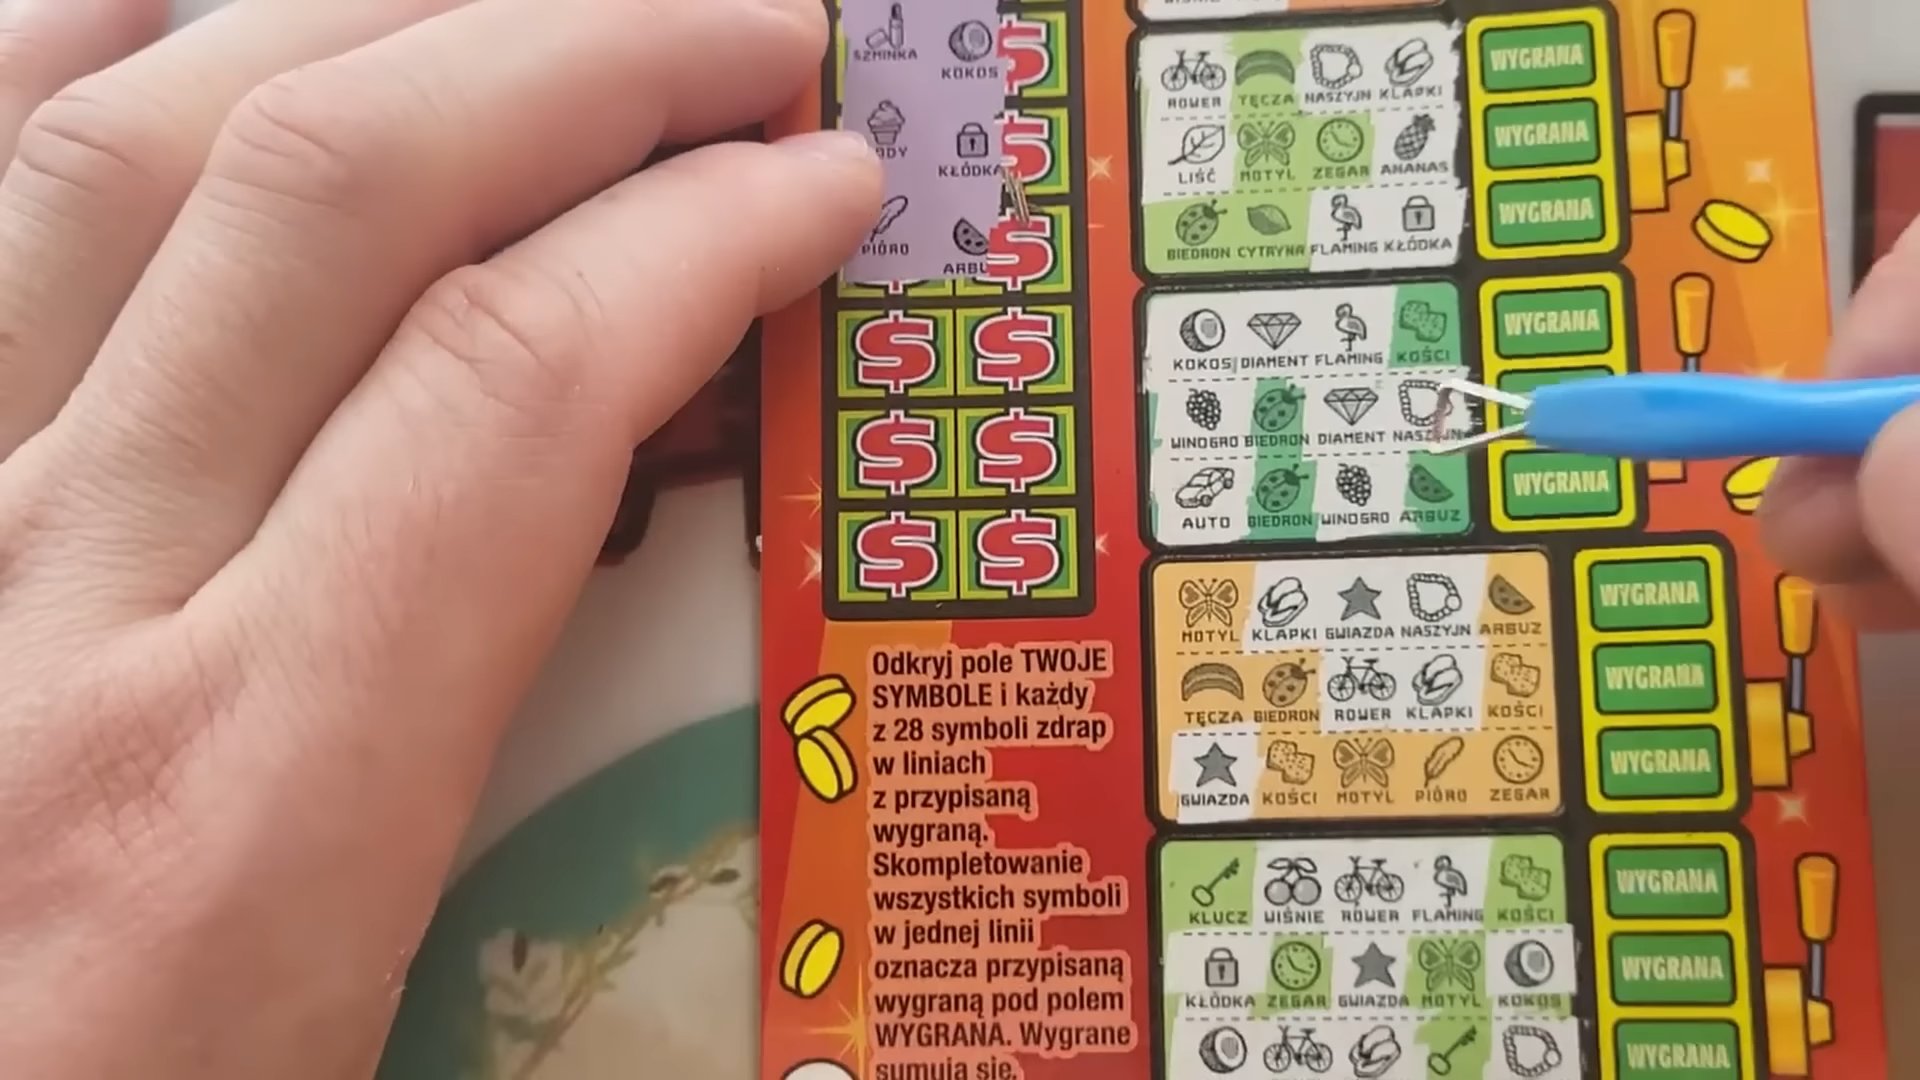 SZMINKA KOKOS
KŁÓDKA
PIÓRO
ROWER TĘCZA NASZYJN KLAPKI
WYGRANA
LIŚĆ MOTYL ZEGAR ANANAS
WYGRANA
BIEDRON CYTRYNA FLAMING KŁÓDKA
WYGRANA
KOKOS DIAMENT FLAMING KOŚCI
WYGRANA
WINOGRO BIEDRON DIAMENT NASZYJN
AUTO BIEDRON WINOGRO ARBUZ
WYGRANA
MOTYL KLAPKI GWIAZDA NASZYJN ARBUZ
WYGRANA
TĘCZA BIEDRON ROWER KLAPKI KOŚCI
WYGRANA
GWIAZDA KOŚCI MOTYL PIÓRO ZEGAR
WYGRANA
KLUCZ WIŚNIE ROWER FLAMING KOŚCI
WYGRANA
KŁÓDKA ZEGAR GWIAZDA MOTYL KOKOS
WYGRANA
WYGRANA
Odkryj pole TWOJE
SYMBOLE i każdy
z 28 symboli zdrap
w liniach
z przypisaną
wygraną.
Skompletowanie
wszystkich symboli
w jednej linii
oznacza przypisaną
wygraną pod polem
WYGRANA. Wygrane
sumują się.